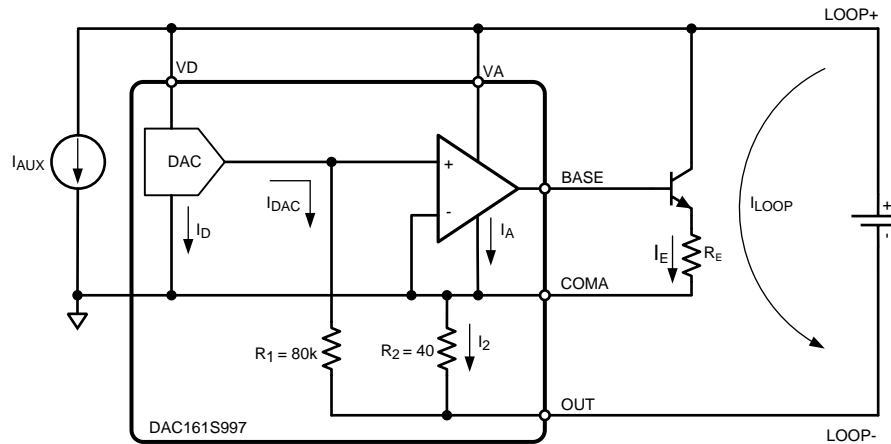 LOOP+
VD
VA
DAC
+
BASE
IAUX
IDAC
ILOOP
+
-
-
ID
IA
IE
RE
COMA
R1 = 80k
R2 = 40
I2
OUT
DAC161S997
LOOP-